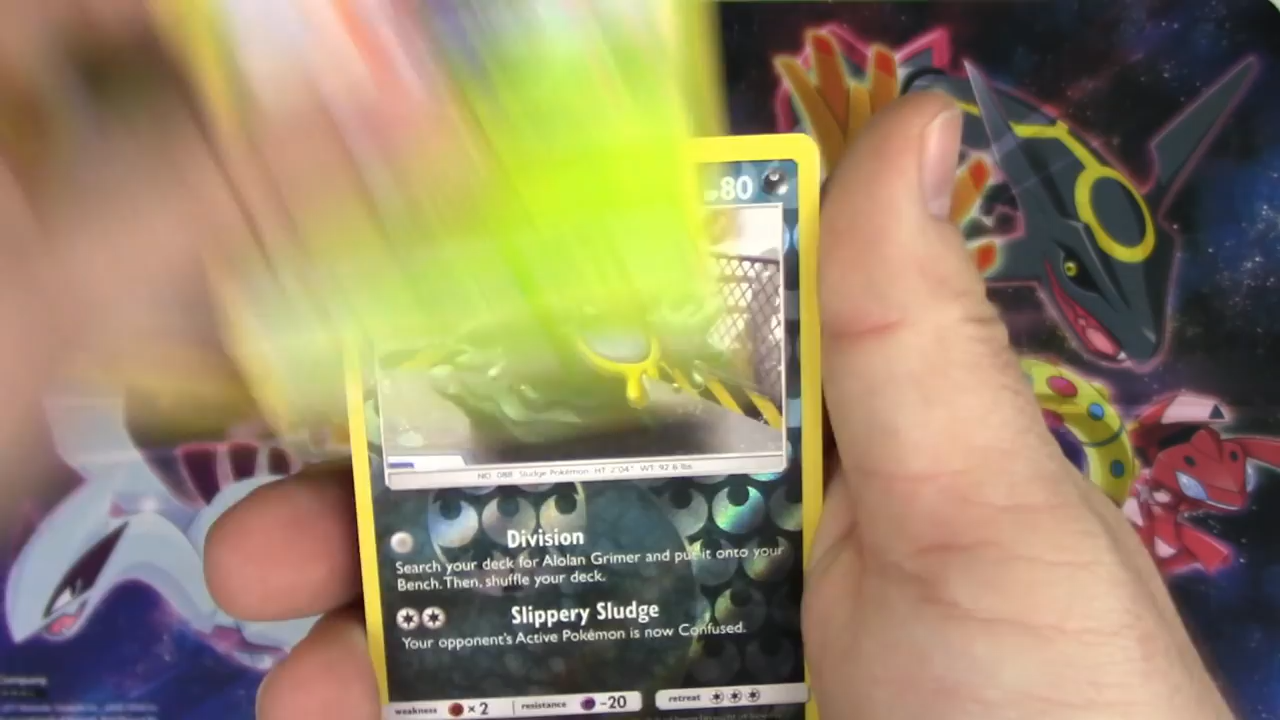 80
NO. 088 Sludge Pokémon HT 2'04" WT: 92.6 lbs
Division
Search your deck for Alolan Grimer and put it onto your
Bench. Then, shuffle your deck.
Slippery Sludge
Your opponent's Active Pokémon is now Confused.
weakness ×2 resistance -20 retreat